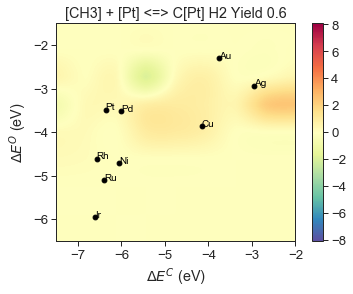 [CH3] + [Pt] <=> C[Pt] H2 Yield 0.6
8
6
4
2
0
−2
−4
−6
−8
−2
−3
−4
−5
−6
ΔE^O (eV)
Au
Ag
Pt
Pd
Cu
Rh
Ni
Ru
Ir
−7
−6
−5
−4
−3
−2
ΔE^C (eV)